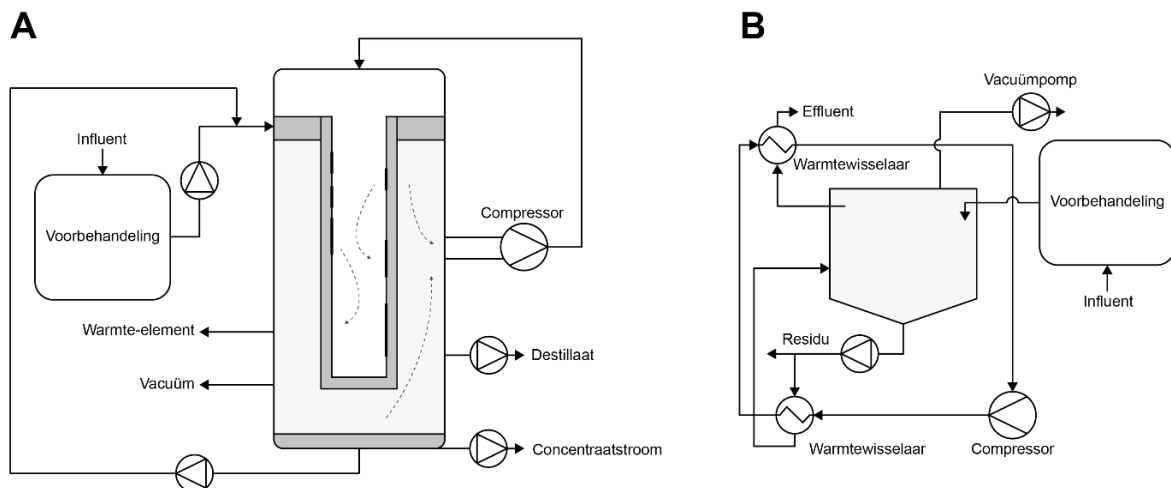 A
Influent
Voorbehandeling
Compressor
Warmte-element
Vacuüm
Destillaat
Concentraatstroom
B
Vacuümpomp
Effluent
Warmtewisselaar
Voorbehandeling
Influent
Residu
Warmtewisselaar
Compressor